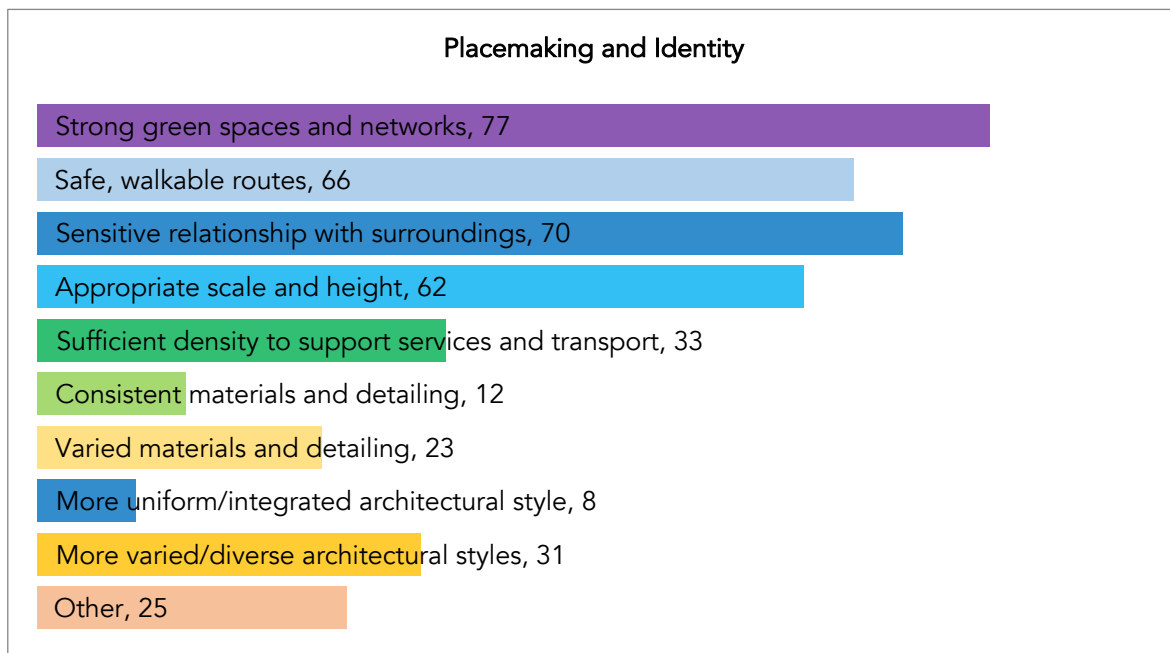 Placemaking and Identity
Strong green spaces and networks, 77
Safe, walkable routes, 66
Sensitive relationship with surroundings, 70
Appropriate scale and height, 62
Sufficient density to support services and transport, 33
Consistent materials and detailing, 12
Varied materials and detailing, 23
More uniform/integrated architectural style, 8
More varied/diverse architectural styles, 31
Other, 25